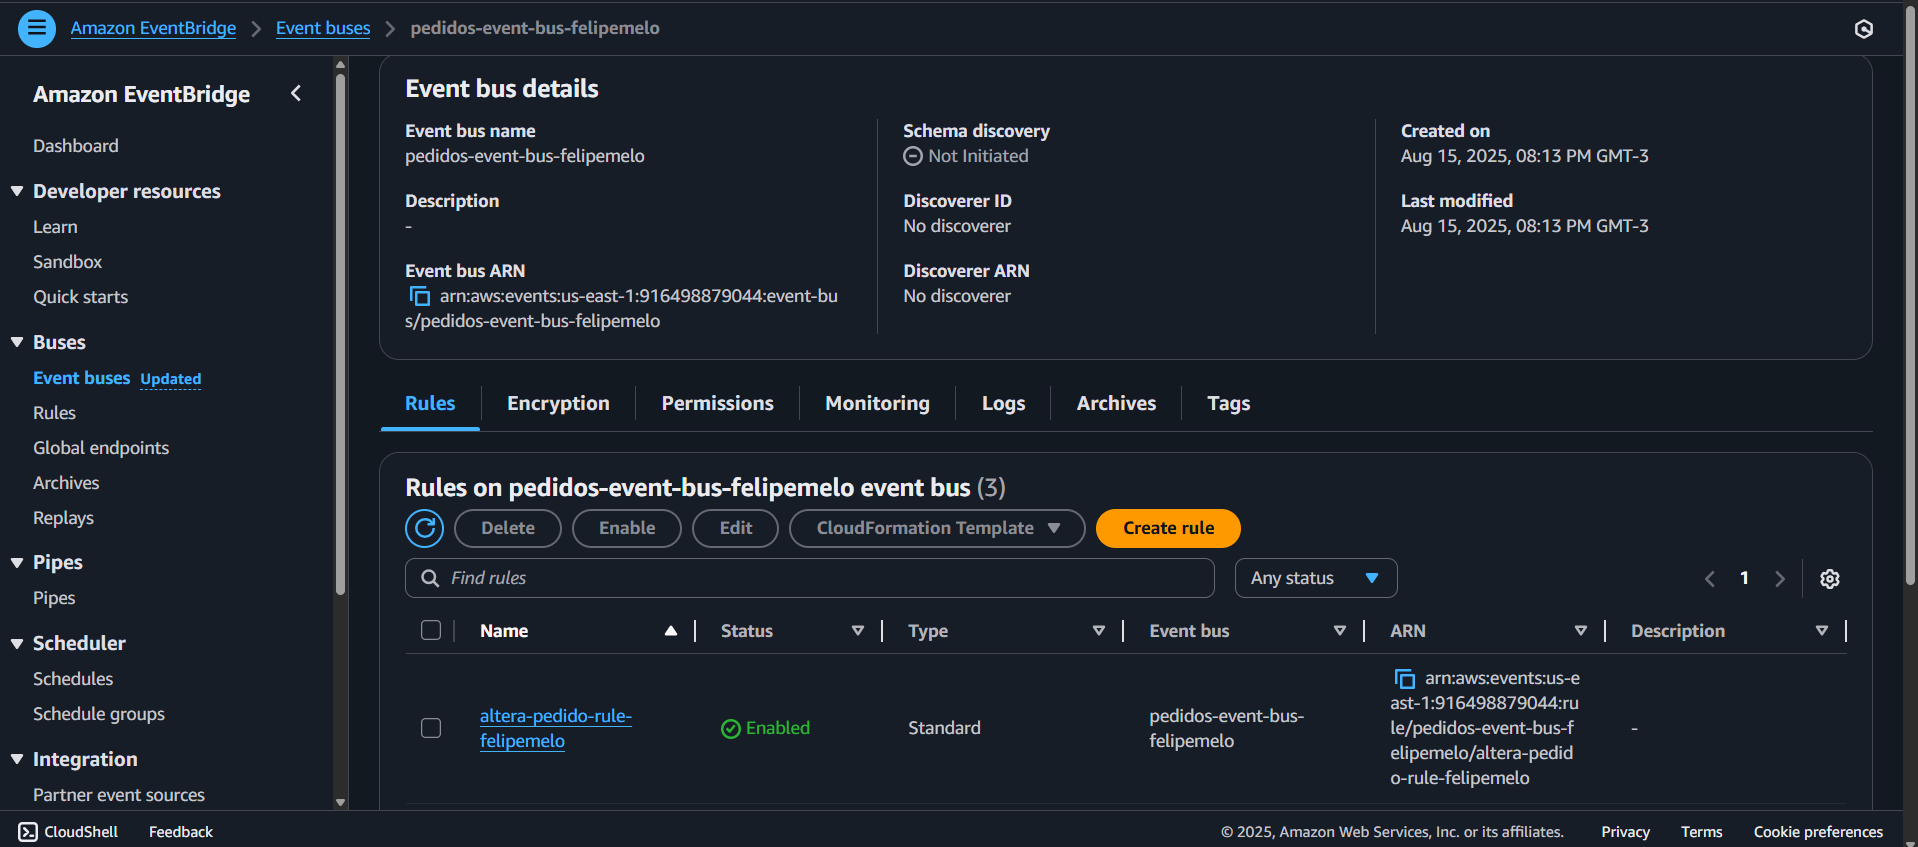 Amazon EventBridge > Event buses > pedidos-event-bus-felipemelo
Amazon EventBridge
Dashboard
Developer resources
Learn
Sandbox
Quick starts
Buses
Event buses Updated
Rules
Global endpoints
Archives
Replays
Pipes
Pipes
Scheduler
Schedules
Schedule groups
Integration
Partner event sources
Event bus details
Event bus name
pedidos-event-bus-felipemelo
Description
-
Event bus ARN
arn:aws:events:us-east-1:916498879044:event-bu
s/pedidos-event-bus-felipemelo
Schema discovery
Not Initiated
Discoverer ID
No discoverer
Discoverer ARN
No discoverer
Created on
Aug 15, 2025, 08:13 PM GMT-3
Last modified
Aug 15, 2025, 08:13 PM GMT-3
Rules Encryption Permissions Monitoring Logs Archives Tags
Rules on pedidos-event-bus-felipemelo event bus (3)
Delete Enable Edit CloudFormation Template Create rule
Find rules Any status 1
Name Status Type Event bus ARN Description
altera-pedido-rule-
felipemelo
Enabled
Standard
pedidos-event-bus-
felipemelo
arn:aws:events:us-e
ast-1:916498879044:ru
le/pedidos-event-bus-f
elipemelo/altera-pedid
o-rule-felipemelo
-
CloudShell Feedback © 2025, Amazon Web Services, Inc. or its affiliates. Privacy Terms Cookie preferences